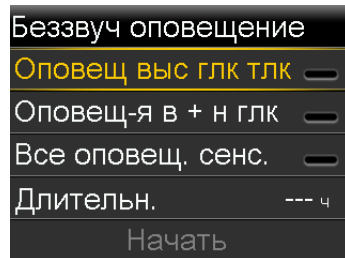 Беззвуч оповещение
Оповещ выс глк тлк
Оповещ-я в + н глк
Все оповещ. сенс.
Длительн. --- ч
Начать